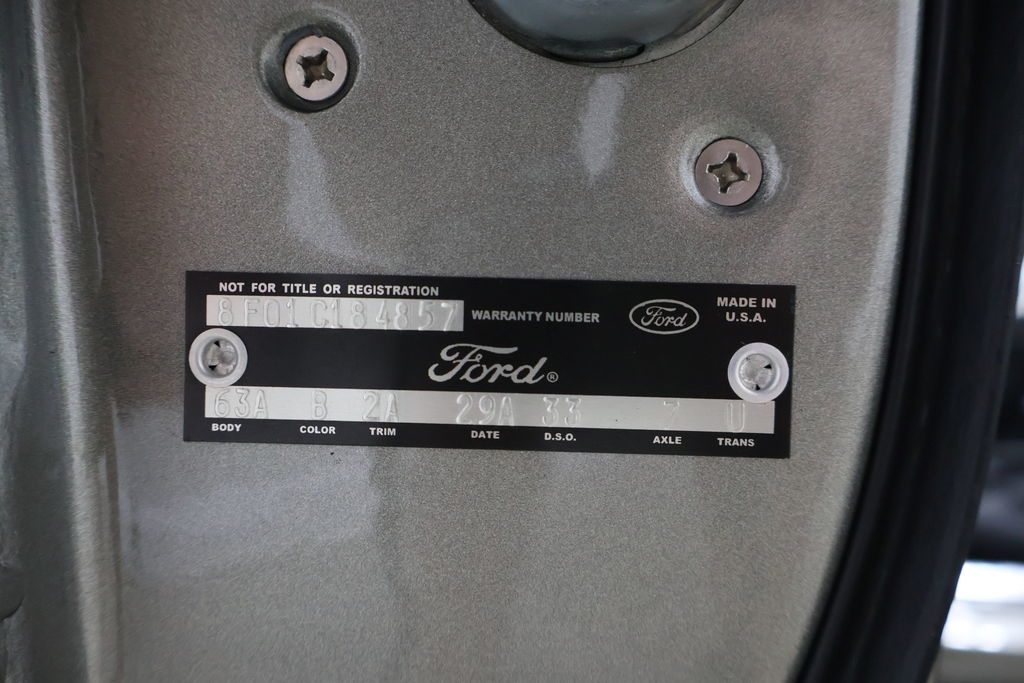 NOT FOR TITLE OR REGISTRATION
8F01C184857 WARRANTY NUMBER Ford MADE IN U.S.A.
Ford®
63A B 2A 29A 33 U
BODY COLOR TRIM DATE D.S.O. AXLE TRANS